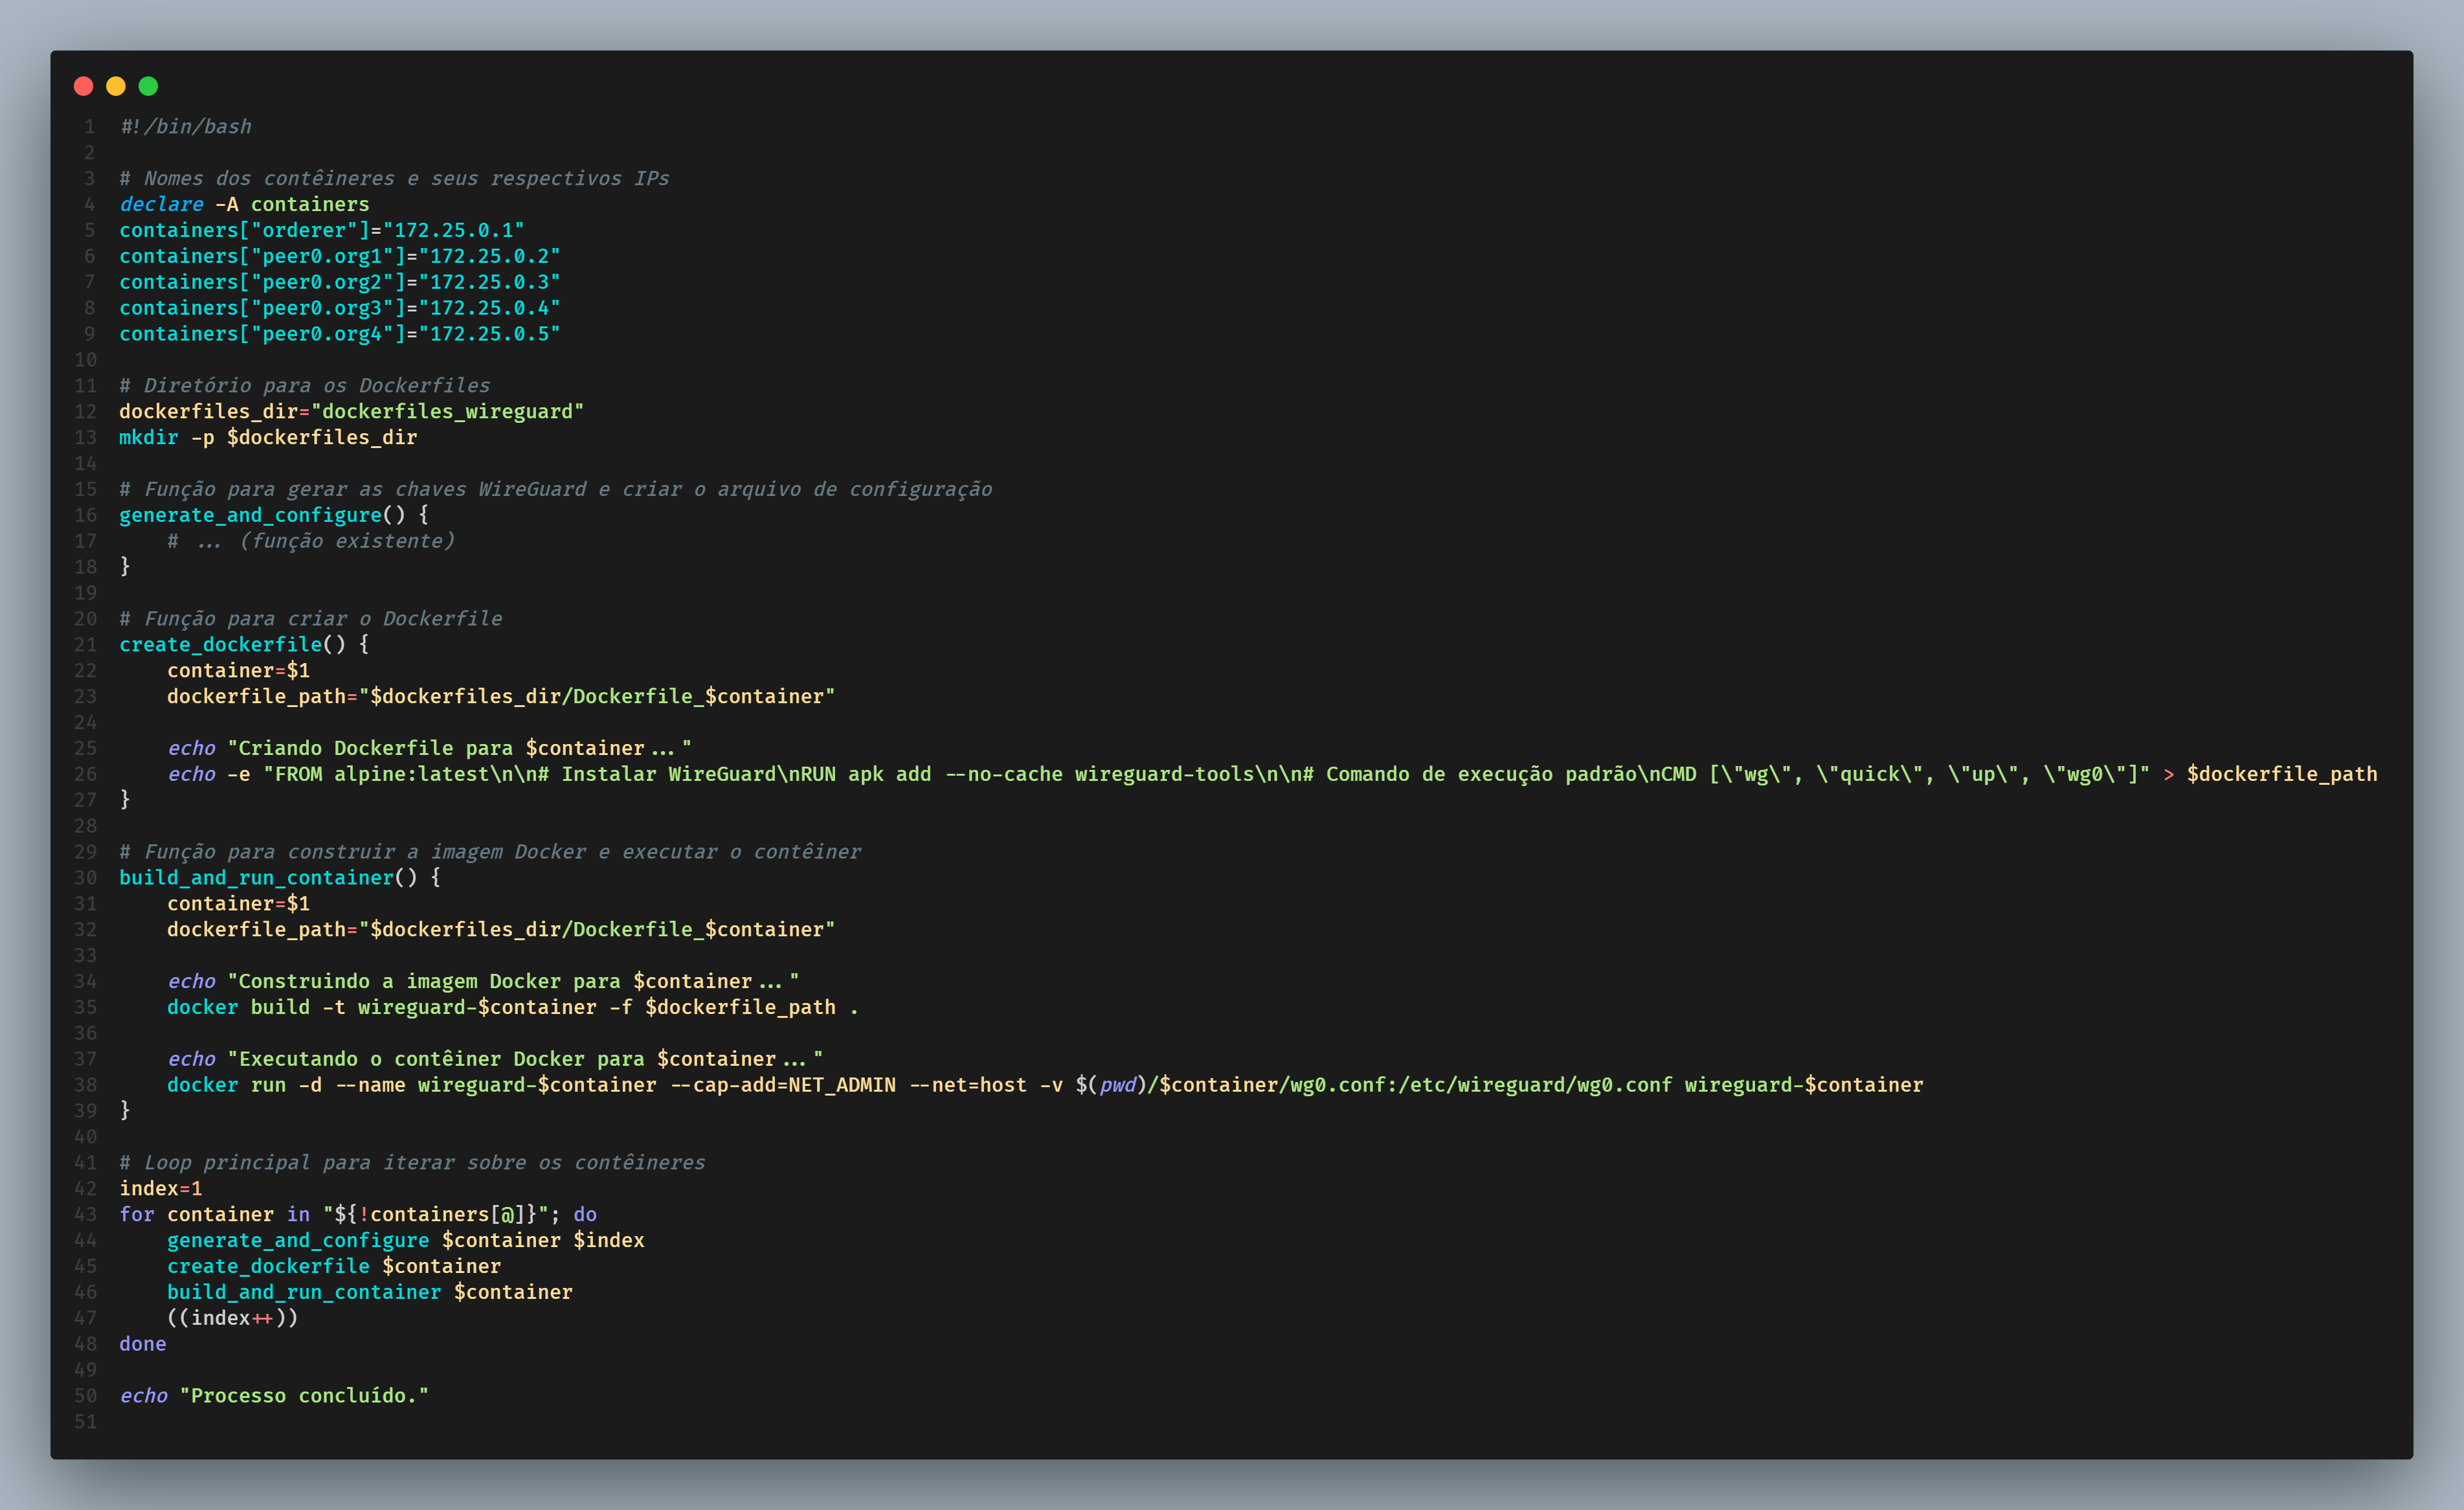 1 #!/bin/bash
2
3 # Nomes dos contêineres e seus respectivos IPs
4 declare -A containers
5 containers["orderer"]="172.25.0.1"
6 containers["peer0.org1"]="172.25.0.2"
7 containers["peer0.org2"]="172.25.0.3"
8 containers["peer0.org3"]="172.25.0.4"
9 containers["peer0.org4"]="172.25.0.5"
10
11 # Diretório para os Dockerfiles
12 dockerfiles_dir="dockerfiles_wireguard"
13 mkdir -p $dockerfiles_dir
14
15 # Função para gerar as chaves WireGuard e criar o arquivo de configuração
16 generate_and_configure() {
17     # ... (função existente)
18 }
19
20 # Função para criar o Dockerfile
21 create_dockerfile() {
22     container=$1
23     dockerfile_path="$dockerfiles_dir/Dockerfile_$container"
24
25     echo "Criando Dockerfile para $container..."
26     echo -e "FROM alpine:latest\n\n# Instalar WireGuard\nRUN apk add --no-cache wireguard-tools\n\n# Comando de execução padrão\nCMD [\"wg\", \"quick\", \"up\", \"wg0\"]" > $dockerfile_path
27 }
28
29 # Função para construir a imagem Docker e executar o contêiner
30 build_and_run_container() {
31     container=$1
32     dockerfile_path="$dockerfiles_dir/Dockerfile_$container"
33
34     echo "Construindo a imagem Docker para $container..."
35     docker build -t wireguard-$container -f $dockerfile_path .
36
37     echo "Executando o contêiner Docker para $container..."
38     docker run -d --name wireguard-$container --cap-add=NET_ADMIN --net=host -v $(pwd)/$container/wg0.conf:/etc/wireguard/wg0.conf wireguard-$container
39 }
40
41 # Loop principal para iterar sobre os contêineres
42 index=1
43 for container in "${!containers[@]}"; do
44     generate_and_configure $container $index
45     create_dockerfile $container
46     build_and_run_container $container
47     ((index++))
48 done
49
50 echo "Processo concluído."
51